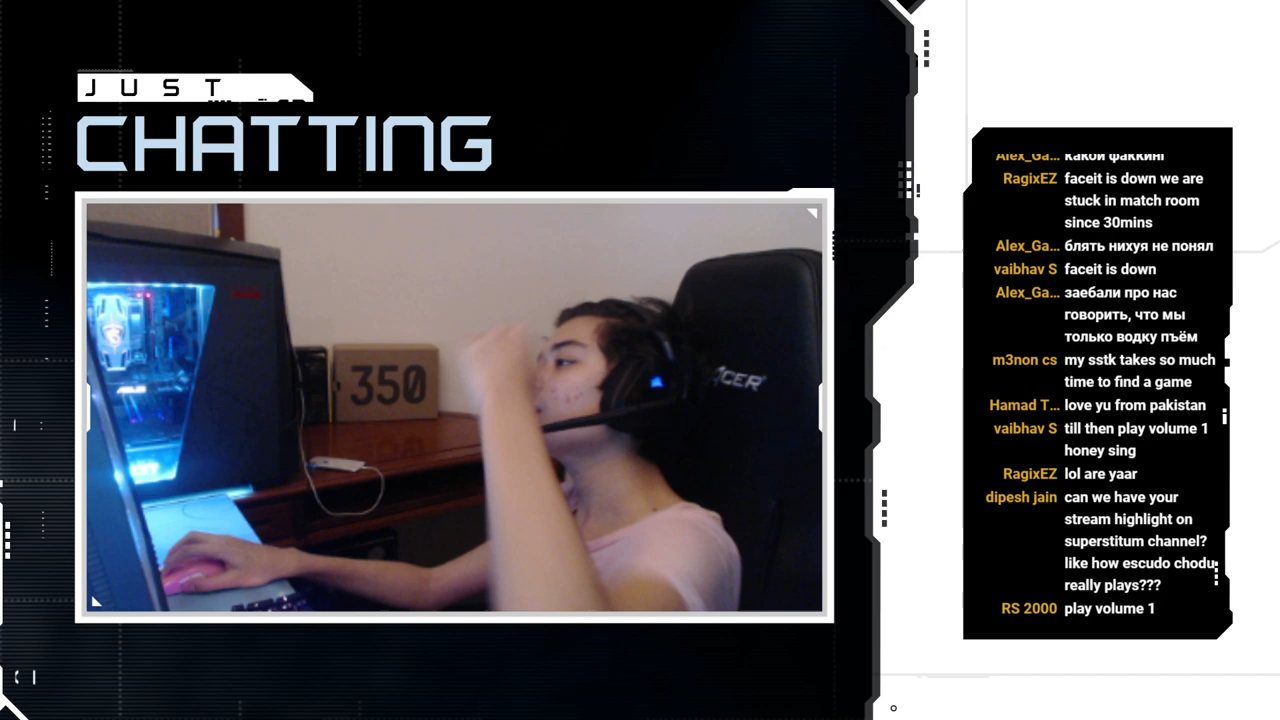 JUST
CHATTING
350
ACER
Alex_Ga... какой факкинг
RagixEZ faceit is down we are
stuck in match room
since 30mins
Alex_Ga... блять нихуя не понял
vaibhav S faceit is down
Alex_Ga... заебали про нас
говорить, что мы
только водку пъём
m3non cs my sstk takes so much
time to find a game
Hamad T... love yu from pakistan
vaibhav S till then play volume 1
honey sing
RagixEZ lol are yaar
dipesh jain can we have your
stream highlight on
superstitum channel?
like how escudo chodu
really plays???
RS 2000 play volume 1